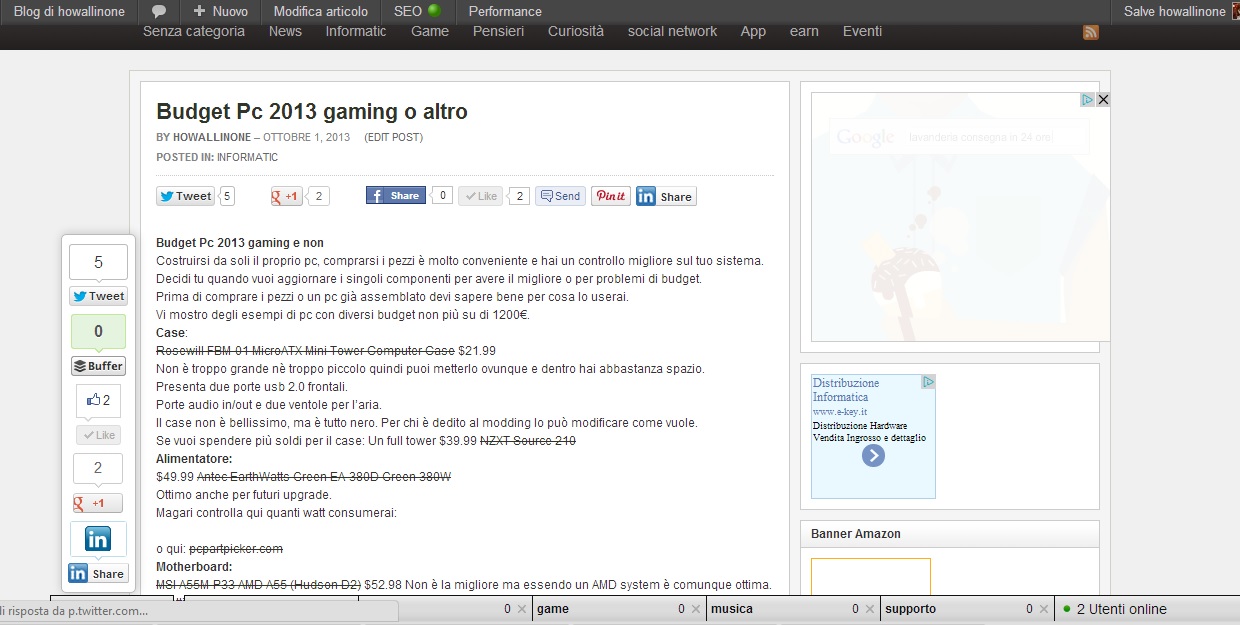 Blog di howallinone Nuovo Modifica articolo SEO Performance Salve howallinone
Senza categoria News Informatic Game Pensieri Curiosità social network App earn Eventi
Budget Pc 2013 gaming o altro
BY HOWALLINONE – OTTOBRE 1, 2013 (EDIT POST)
POSTED IN: INFORMATIC
Tweet 5 +1 2 Share 0 Like 2 Send Pin it Share
Budget Pc 2013 gaming e non
Costruirsi da soli il proprio pc, comprarsi i pezzi è molto conveniente e hai un controllo migliore sul tuo sistema.
Decidi tu quando vuoi aggiornare i singoli componenti per avere il migliore o per problemi di budget.
Prima di comprare i pezzi o un pc già assemblato devi sapere bene per cosa lo userai.
Vi mostro degli esempi di pc con diversi budget non più su di 1200€.
Case:
Rosewill FBM-01 MicroATX Mini Tower Computer Case $21.99
Non è troppo grande nè troppo piccolo quindi puoi metterlo ovunque e dentro hai abbastanza spazio.
Presenta due porte usb 2.0 frontali.
Porte audio in/out e due ventole per l'aria.
Il case non è bellissimo, ma è tutto nero. Per chi è dedito al modding lo può modificare come vuole.
Se vuoi spendere più soldi per il case: Un full tower $39.99 NZXT Source 210
Alimentatore:
$49.99 Antec EarthWatts Green EA-380D Green 380W
Ottimo anche per futuri upgrade.
Magari controlla qui quanti watt consumerai:
o qui: pcpartpicker.com
Motherboard:
MSI A55M-P33 AMD A55 (Hudson D2) $52.98 Non è la migliore ma essendo un AMD system è comunque ottima.
5
Tweet
0
Buffer
2
Like
2
+1
in
Share
Google lavanderia consegna in 24 ore
Distribuzione
Informatica
www.e-key.it
Distribuzione Hardware
Vendita Ingrosso e dettaglio
Banner Amazon
di risposta da p.twitter.com... 0 game 0 musica 0 supporto 0 2 Utenti online